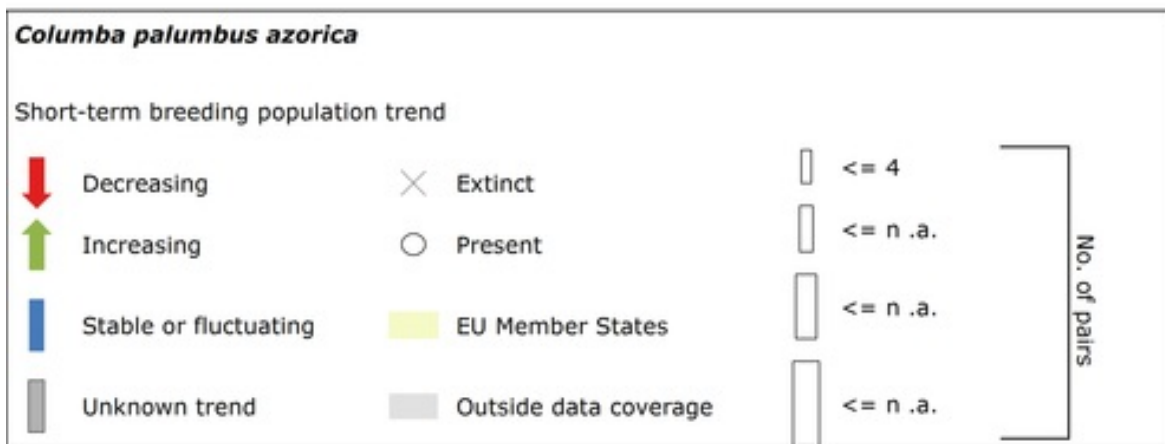 Columba palumbus azorica
Short-term breeding population trend
Decreasing
Extinct
<= 4
Increasing
Present
<= n .a.
Stable or fluctuating
EU Member States
<= n .a.
Unknown trend
Outside data coverage
<= n .a.
No. of pairs